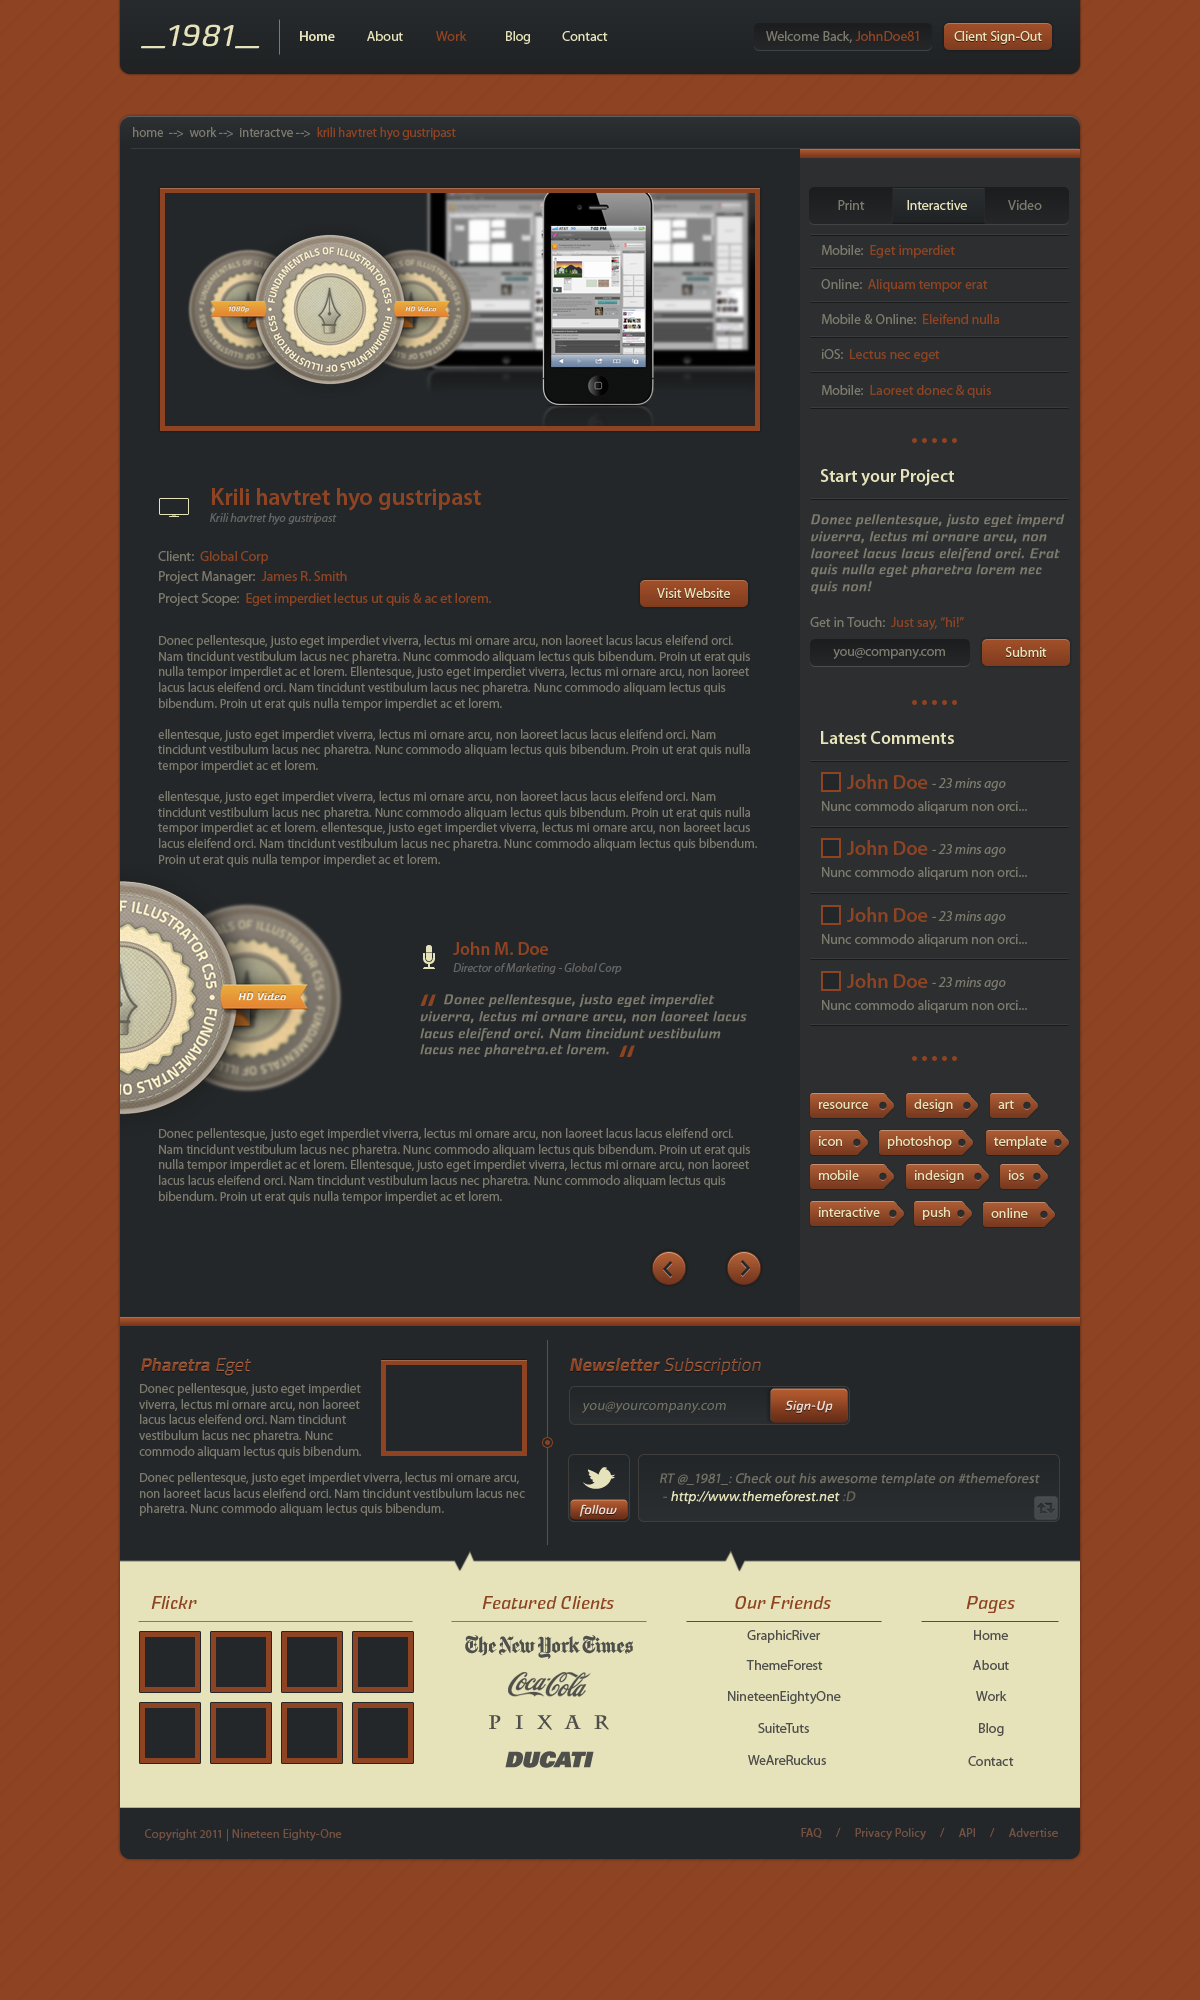 _1981_
Home About Work Blog Contact
Welcome Back, JohnDoe81
Client Sign-Out
home --> work --> interactve --> krili havtret hyo gustripast
FUNDAMENTALS OF ILLUSTRATOR CS5 • FUNDAMENTALS OF ILLUSTRATOR CS5 •
1080p
HD Video
AT&T 7:02 PM
Krili havtret hyo gustripast
Krili havtret hyo gustripast
Client: Global Corp
Project Manager: James R. Smith
Project Scope: Eget imperdiet lectus ut quis & ac et lorem.
Visit Website
Donec pellentesque, justo eget imperdiet viverra, lectus mi ornare arcu, non laoreet lacus lacus eleifend orci.
Nam tincidunt vestibulum lacus nec pharetra. Nunc commodo aliquam lectus quis bibendum. Proin ut erat quis
nulla tempor imperdiet ac et lorem. Ellentesque, justo eget imperdiet viverra, lectus mi ornare arcu, non laoreet
lacus lacus eleifend orci. Nam tincidunt vestibulum lacus nec pharetra. Nunc commodo aliquam lectus quis
bibendum. Proin ut erat quis nulla tempor imperdiet ac et lorem.
ellentesque, justo eget imperdiet viverra, lectus mi ornare arcu, non laoreet lacus lacus eleifend orci. Nam
tincidunt vestibulum lacus nec pharetra. Nunc commodo aliquam lectus quis bibendum. Proin ut erat quis nulla
tempor imperdiet ac et lorem.
ellentesque, justo eget imperdiet viverra, lectus mi ornare arcu, non laoreet lacus lacus eleifend orci. Nam
tincidunt vestibulum lacus nec pharetra. Nunc commodo aliquam lectus quis bibendum. Proin ut erat quis nulla
tempor imperdiet ac et lorem. ellentesque, justo eget imperdiet viverra, lectus mi ornare arcu, non laoreet lacus
lacus eleifend orci. Nam tincidunt vestibulum lacus nec pharetra. Nunc commodo aliquam lectus quis bibendum.
Proin ut erat quis nulla tempor imperdiet ac et lorem.
OF ILLUSTRATOR CS5 • FUNDAMENTALS OF
HD Video
John M. Doe
Director of Marketing - Global Corp
" Donec pellentesque, justo eget imperdiet
viverra, lectus mi ornare arcu, non laoreet lacus
lacus eleifend orci. Nam tincidunt vestibulum
lacus nec pharetra.et lorem. "
Donec pellentesque, justo eget imperdiet viverra, lectus mi ornare arcu, non laoreet lacus lacus eleifend orci.
Nam tincidunt vestibulum lacus nec pharetra. Nunc commodo aliquam lectus quis bibendum. Proin ut erat quis
nulla tempor imperdiet ac et lorem. Ellentesque, justo eget imperdiet viverra, lectus mi ornare arcu, non laoreet
lacus lacus eleifend orci. Nam tincidunt vestibulum lacus nec pharetra. Nunc commodo aliquam lectus quis
bibendum. Proin ut erat quis nulla tempor imperdiet ac et lorem.
Print Interactive Video
Mobile: Eget imperdiet
Online: Aliquam tempor erat
Mobile & Online: Eleifend nulla
iOS: Lectus nec eget
Mobile: Laoreet donec & quis
Start your Project
Donec pellentesque, justo eget imperd
viverra, lectus mi ornare arcu, non
laoreet lacus lacus eleifend orci. Erat
quis nulla eget pharetra lorem nec
quis non!
Get in Touch: Just say, “hi!”
you@company.com
Submit
Latest Comments
John Doe - 23 mins ago
Nunc commodo aliqarum non orci...
John Doe - 23 mins ago
Nunc commodo aliqarum non orci...
John Doe - 23 mins ago
Nunc commodo aliqarum non orci...
John Doe - 23 mins ago
Nunc commodo aliqarum non orci...
resource design art
icon photoshop template
mobile indesign ios
interactive push online
Pharetra Eget
Donec pellentesque, justo eget imperdiet
viverra, lectus mi ornare arcu, non laoreet
lacus lacus eleifend orci. Nam tincidunt
vestibulum lacus nec pharetra. Nunc
commodo aliquam lectus quis bibendum.
Donec pellentesque, justo eget imperdiet viverra, lectus mi ornare arcu,
non laoreet lacus lacus eleifend orci. Nam tincidunt vestibulum lacus nec
pharetra. Nunc commodo aliquam lectus quis bibendum.
Newsletter Subscription
you@yourcompany.com
Sign-Up
follow
RT @_1981_: Check out his awesome template on #themeforest
- http://www.themeforest.net :D
Flickr
Featured Clients
The New York Times
Coca-Cola
PIXAR
DUCATI
Our Friends
GraphicRiver
ThemeForest
NineteenEightyOne
SuiteTuts
WeAreRuckus
Pages
Home
About
Work
Blog
Contact
Copyright 2011 | Nineteen Eighty-One
FAQ / Privacy Policy / API / Advertise